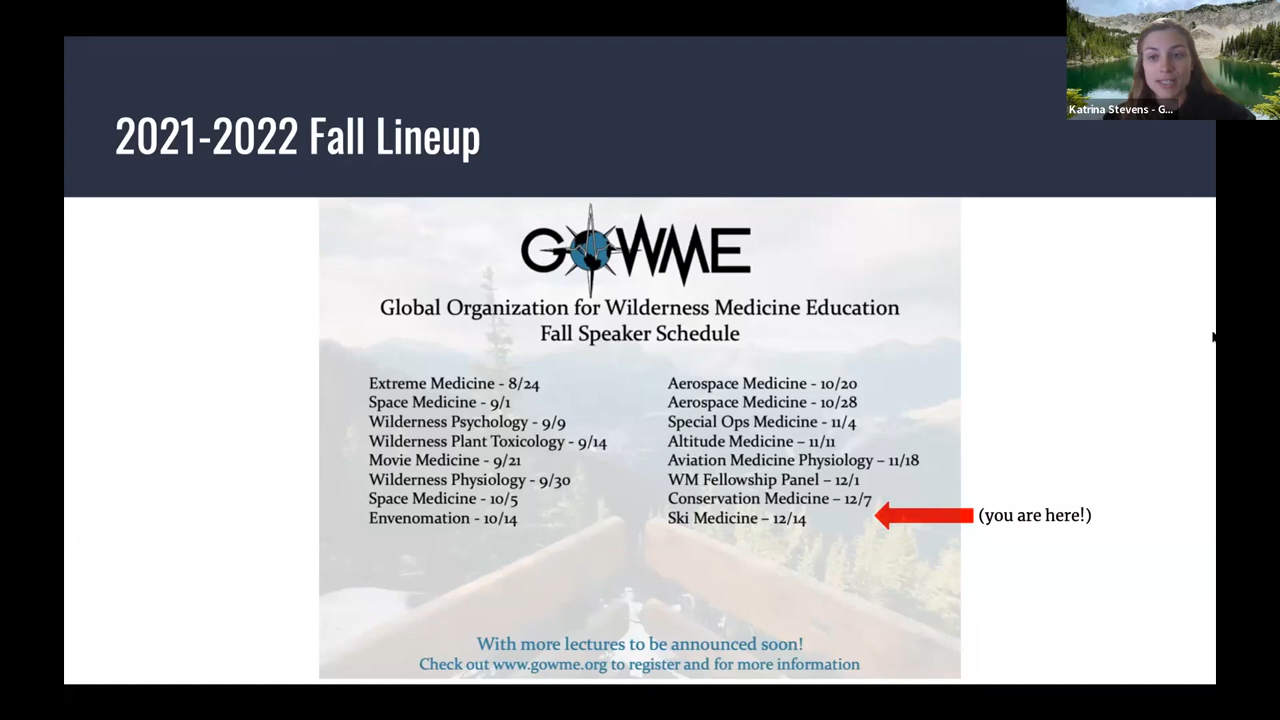 2021-2022 Fall Lineup
Katrina Stevens - G...
GOWME
Global Organization for Wilderness Medicine Education
Fall Speaker Schedule
Extreme Medicine - 8/24
Space Medicine - 9/1
Wilderness Psychology - 9/9
Wilderness Plant Toxicology - 9/14
Movie Medicine - 9/21
Wilderness Physiology - 9/30
Space Medicine - 10/5
Envenomation - 10/14
Aerospace Medicine - 10/20
Aerospace Medicine - 10/28
Special Ops Medicine - 11/4
Altitude Medicine – 11/11
Aviation Medicine Physiology – 11/18
WM Fellowship Panel – 12/1
Conservation Medicine – 12/7
Ski Medicine – 12/14
(you are here!)
With more lectures to be announced soon!
Check out www.gowme.org to register and for more information